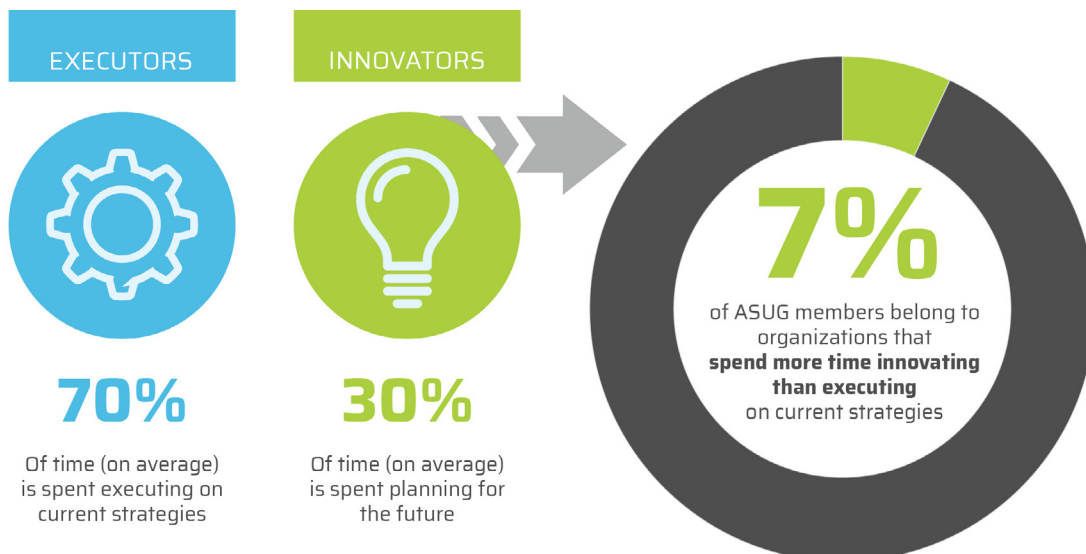 EXECUTORS
70%
Of time (on average)
is spent executing on
current strategies
INNOVATORS
30%
Of time (on average)
is spent planning for
the future
7%
of ASUG members belong to
organizations that
spend more time innovating
than executing
on current strategies